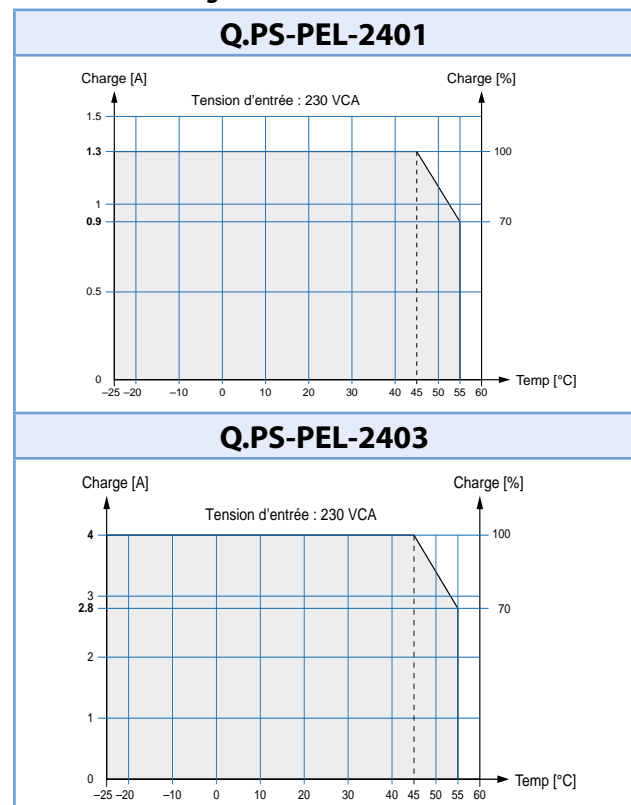 Q.PS-PEL-2401
Charge [A] Charge [%]
Tension d'entrée : 230 VCA
1.5
1.3 100
1
0.9 70
0.5
0
–25 –20 –10 0 10 20 30 40 45 50 55 60 Temp [°C]
Q.PS-PEL-2403
Charge [A] Charge [%]
Tension d'entrée : 230 VCA
4 100
3
2.8 70
2
1
0
–25 –20 –10 0 10 20 30 40 45 50 55 60 Temp [°C]